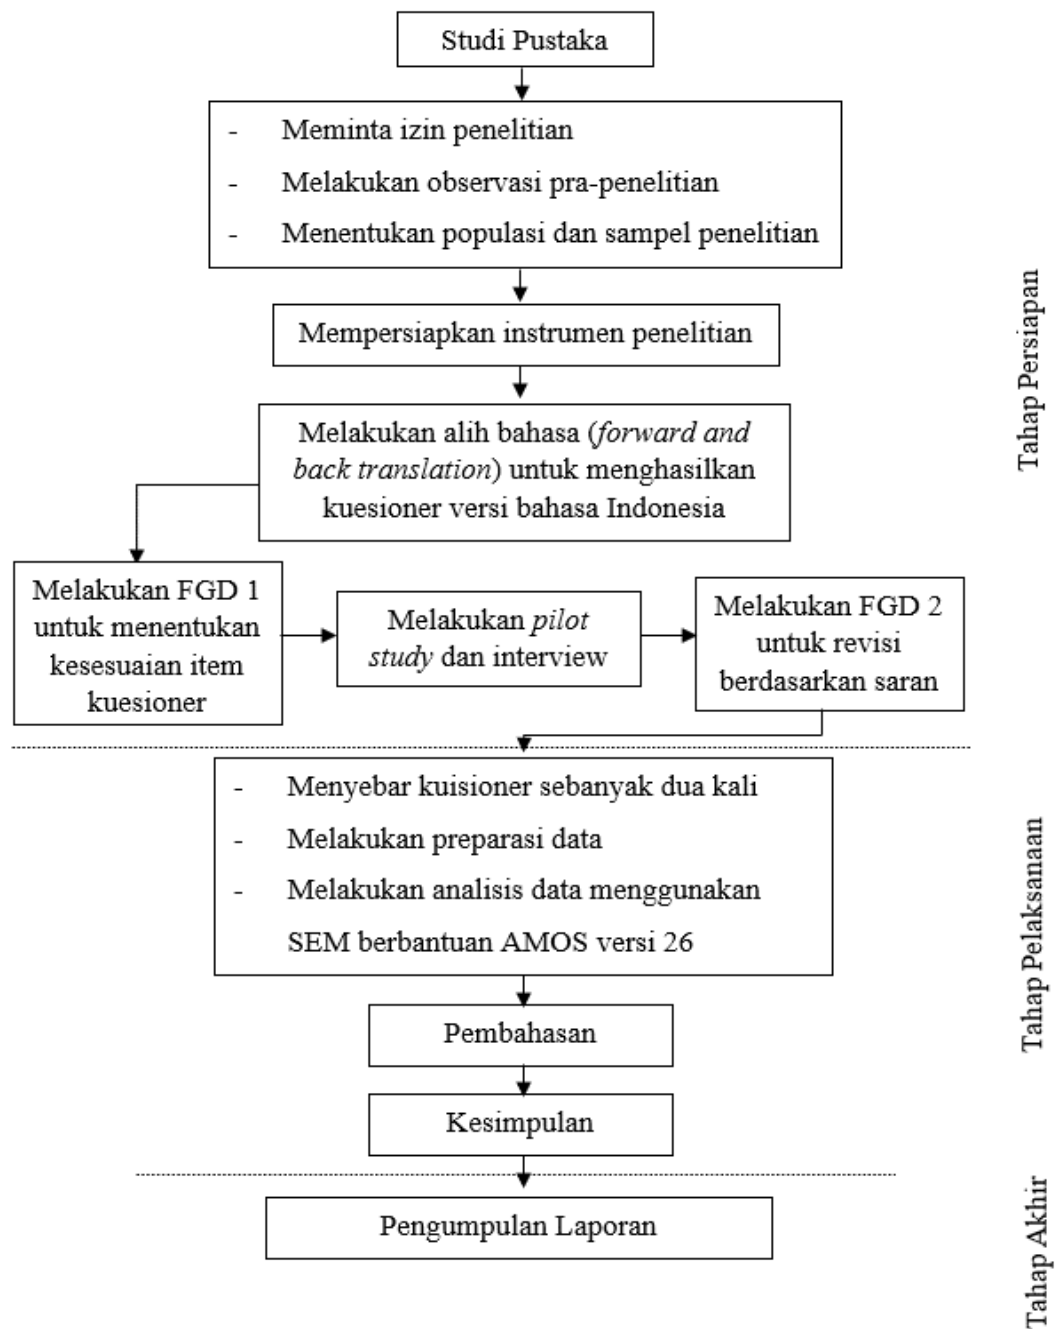 Studi Pustaka
- Meminta izin penelitian
- Melakukan observasi pra-penelitian
- Menentukan populasi dan sampel penelitian
Mempersiapkan instrumen penelitian
Melakukan alih bahasa (forward and
back translation) untuk menghasilkan
kuesioner versi bahasa Indonesia
Tahap Persiapan
Melakukan FGD 1
untuk menentukan
kesesuaian item
kuesioner
Melakukan pilot
study dan interview
Melakukan FGD 2
untuk revisi
berdasarkan saran
- Menyebar kuisioner sebanyak dua kali
- Melakukan preparasi data
- Melakukan analisis data menggunakan
SEM berbantuan AMOS versi 26
Pembahasan
Kesimpulan
Tahap Pelaksanaan
Pengumpulan Laporan
Tahap Akhir